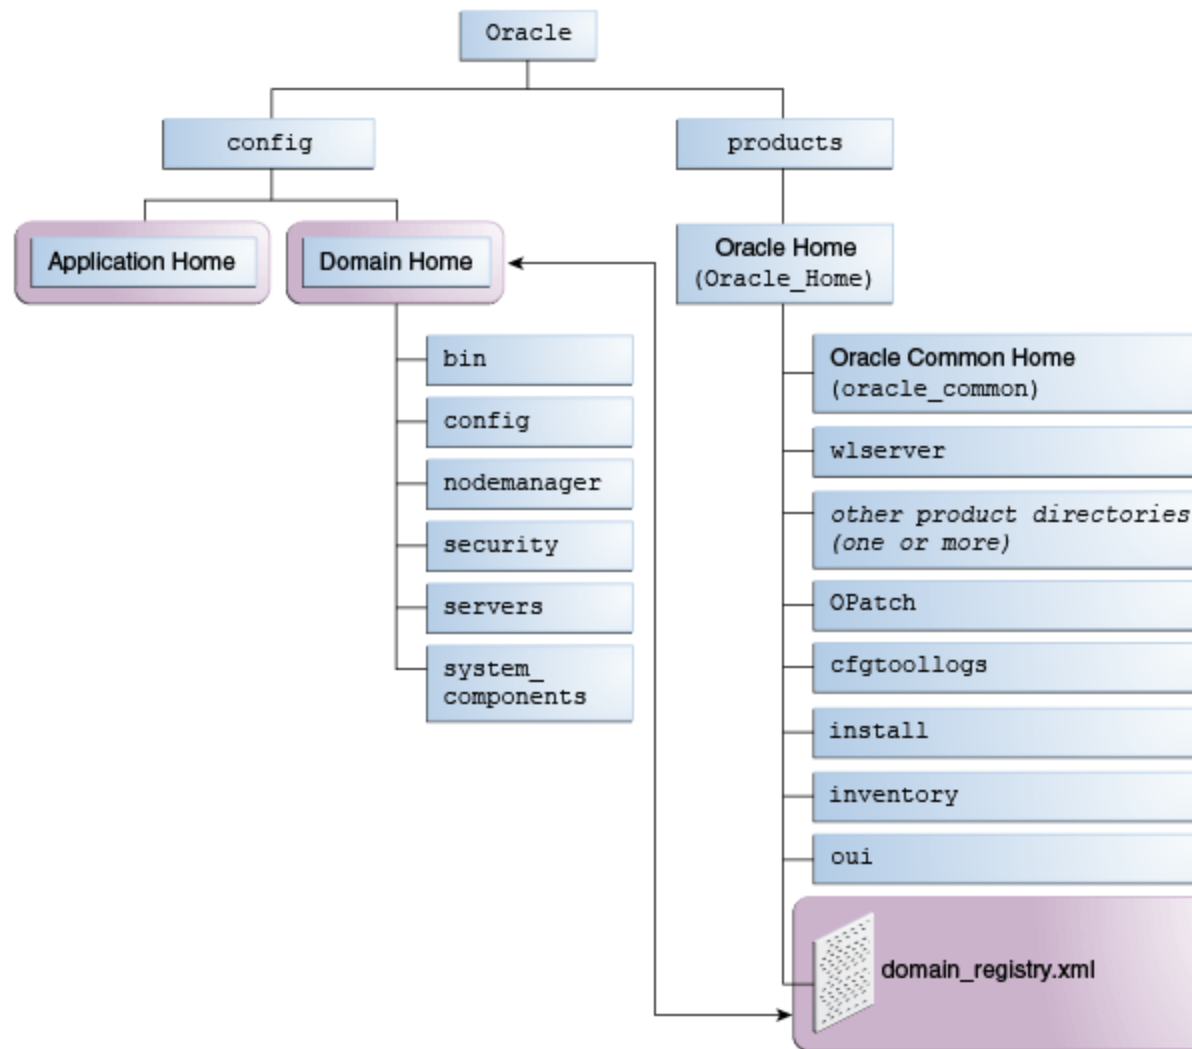 Oracle
config
products
Application Home
Domain Home
Oracle Home
(Oracle_Home)
bin
config
nodemanager
security
servers
system_
components
Oracle Common Home
(oracle_common)
wlserver
other product directories
(one or more)
OPatch
cfgtoollogs
install
inventory
oui
domain_registry.xml